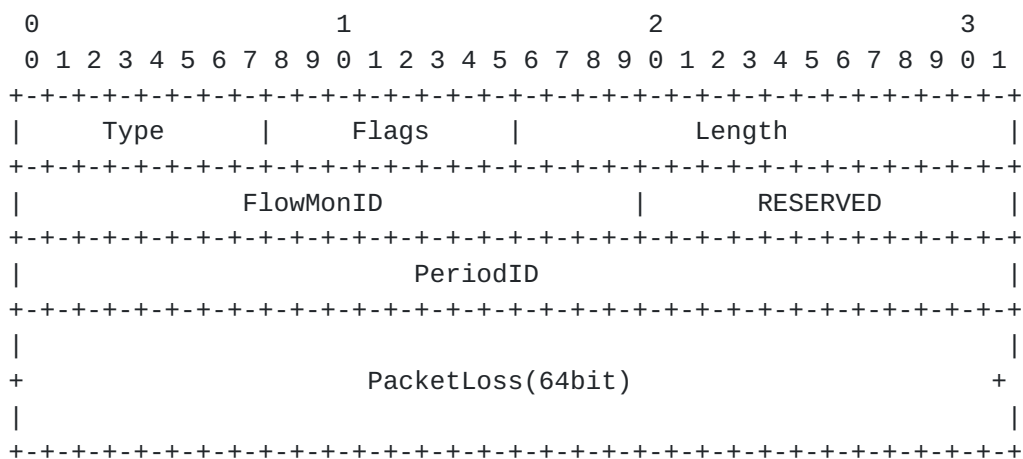 0                   1                   2                   3
 0 1 2 3 4 5 6 7 8 9 0 1 2 3 4 5 6 7 8 9 0 1 2 3 4 5 6 7 8 9 0 1
+-+-+-+-+-+-+-+-+-+-+-+-+-+-+-+-+-+-+-+-+-+-+-+-+-+-+-+-+-+-+-+-+
|     Type      |     Flags     |           Length              |
+-+-+-+-+-+-+-+-+-+-+-+-+-+-+-+-+-+-+-+-+-+-+-+-+-+-+-+-+-+-+-+-+
|              FlowMonID                |       RESERVED        |
+-+-+-+-+-+-+-+-+-+-+-+-+-+-+-+-+-+-+-+-+-+-+-+-+-+-+-+-+-+-+-+-+
|                         PeriodID                              |
+-+-+-+-+-+-+-+-+-+-+-+-+-+-+-+-+-+-+-+-+-+-+-+-+-+-+-+-+-+-+-+-+
|                                                               |
+                      PacketLoss(64bit)                       +
|                                                               |
+-+-+-+-+-+-+-+-+-+-+-+-+-+-+-+-+-+-+-+-+-+-+-+-+-+-+-+-+-+-+-+-+